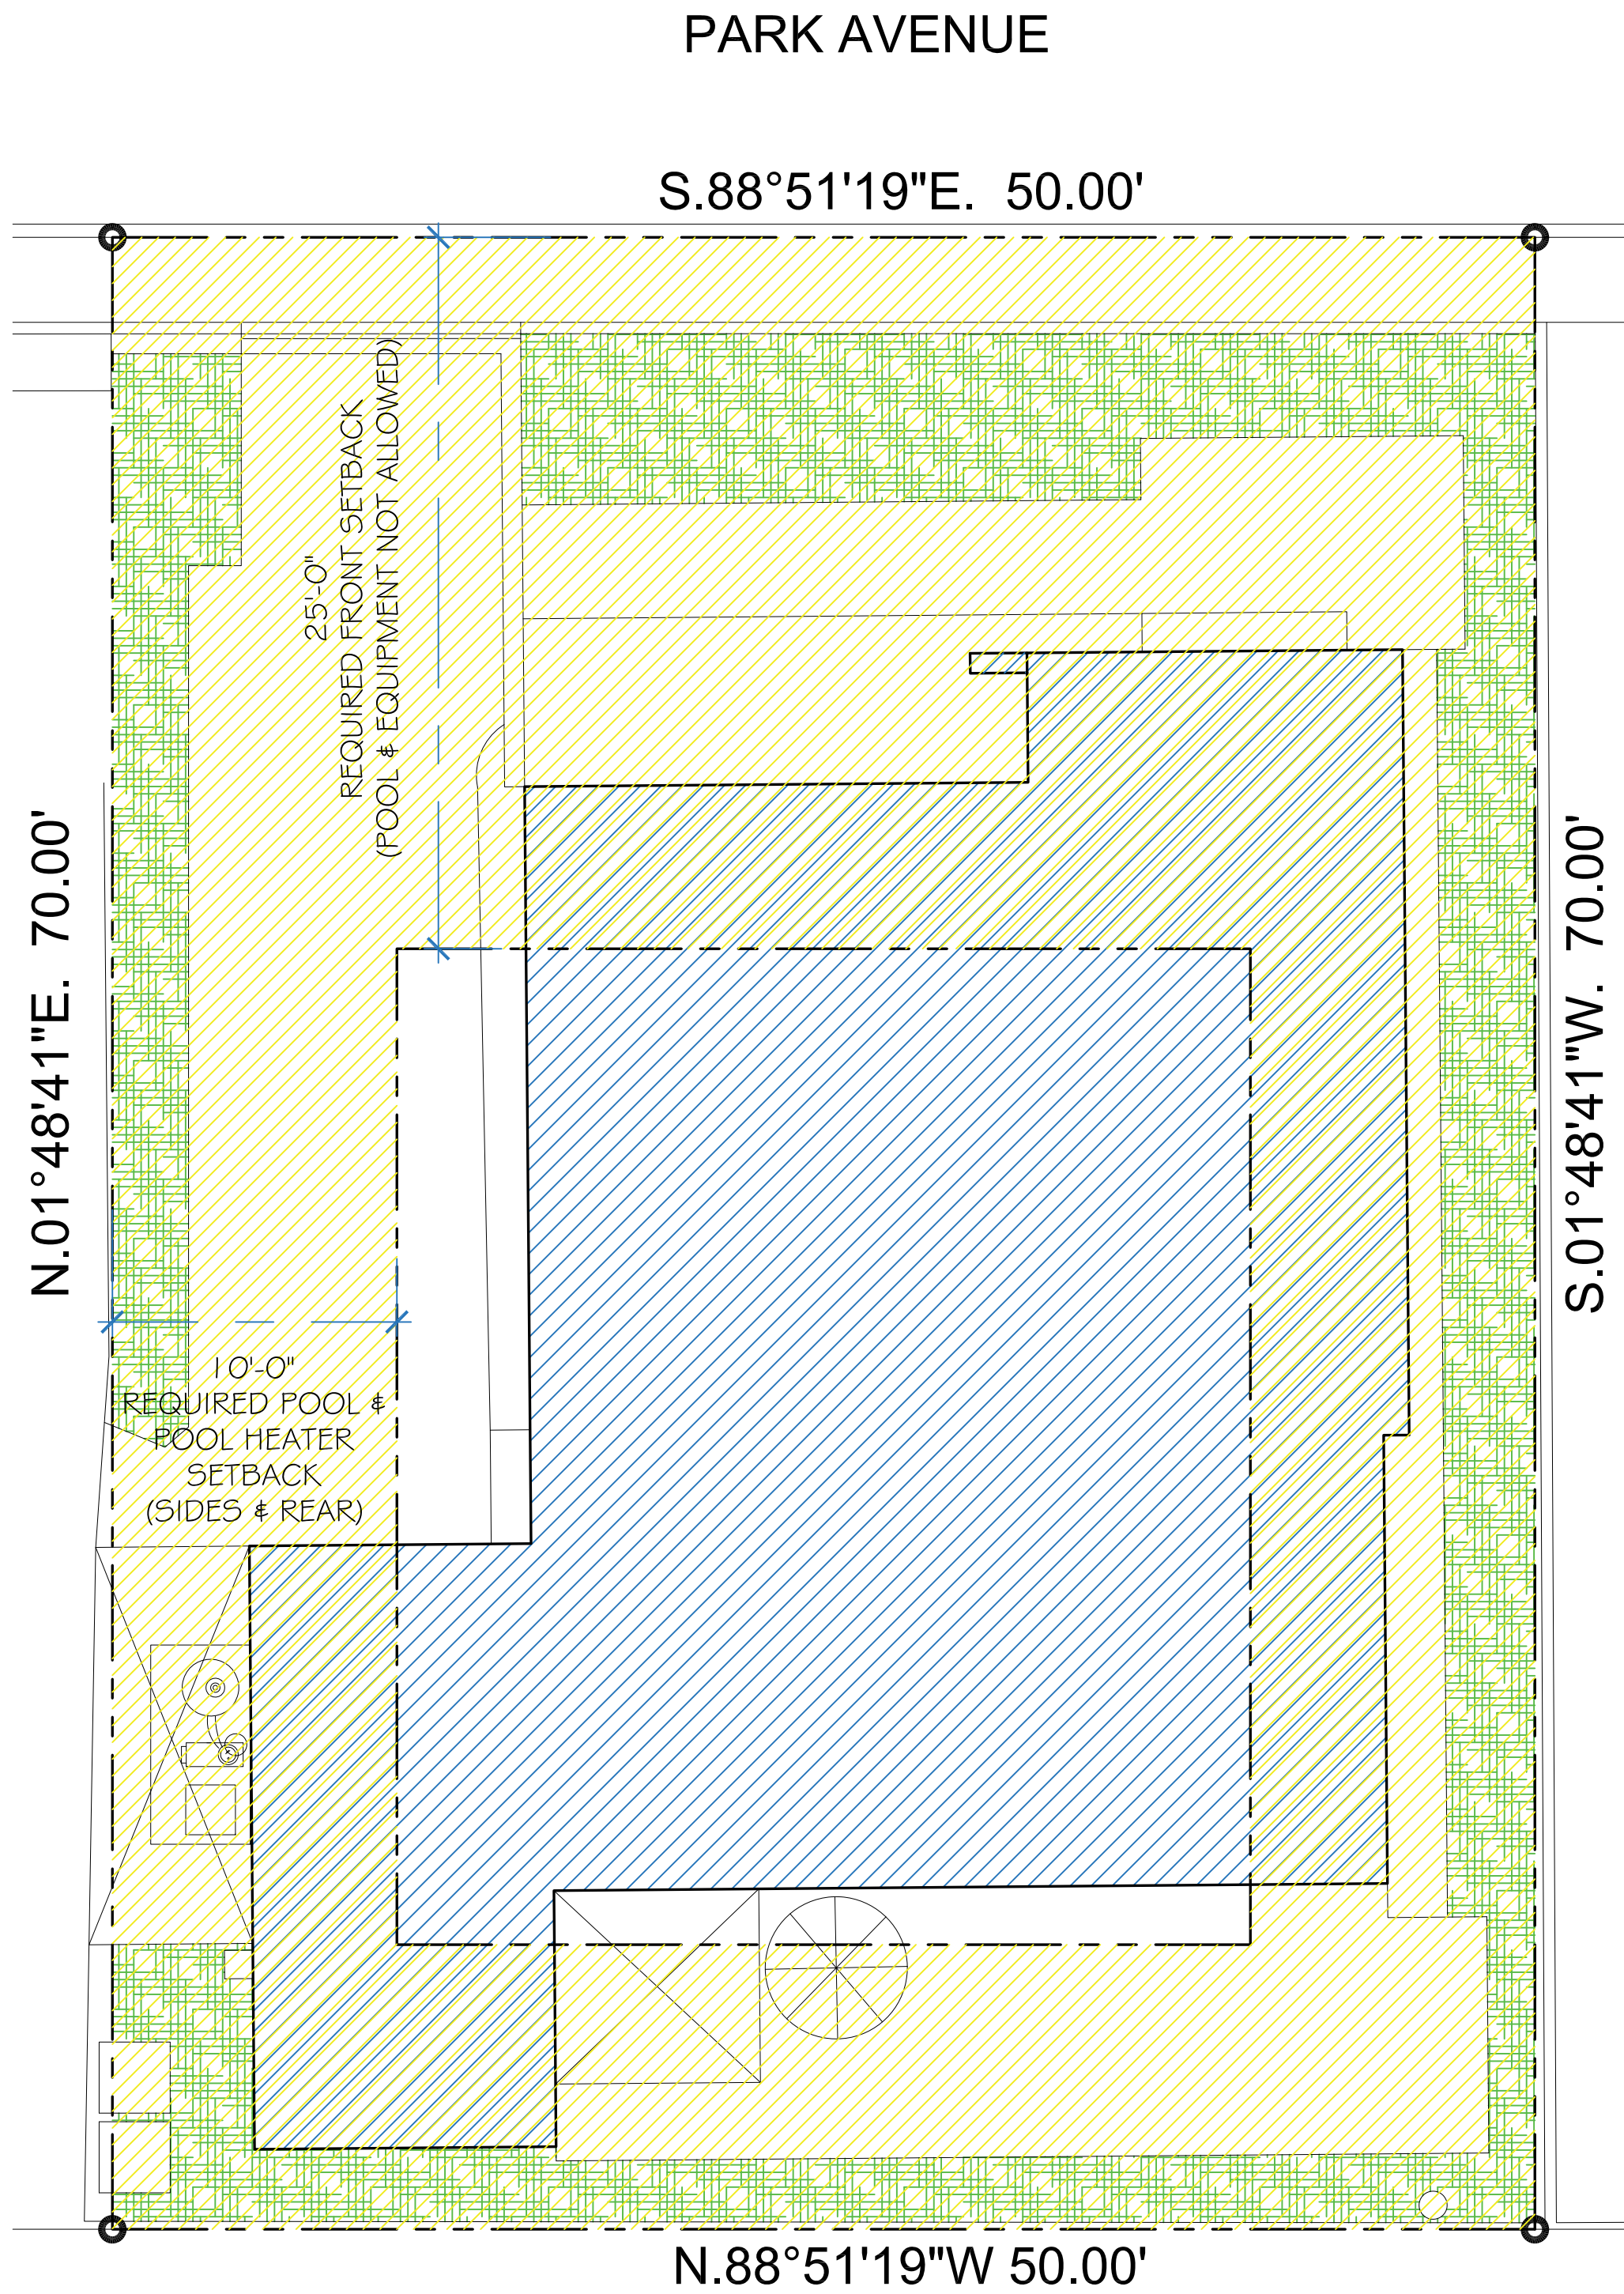 PARK AVENUE
S.88°51'19"E.  50.00'
25'-0"
REQUIRED FRONT SETBACK
(POOL & EQUIPMENT NOT ALLOWED)
N.01°48'41"E.  70.00'
S.01°48'41"W.  70.00'
10'-0"
REQUIRED POOL &
POOL HEATER
SETBACK
(SIDES & REAR)
N.88°51'19"W 50.00'